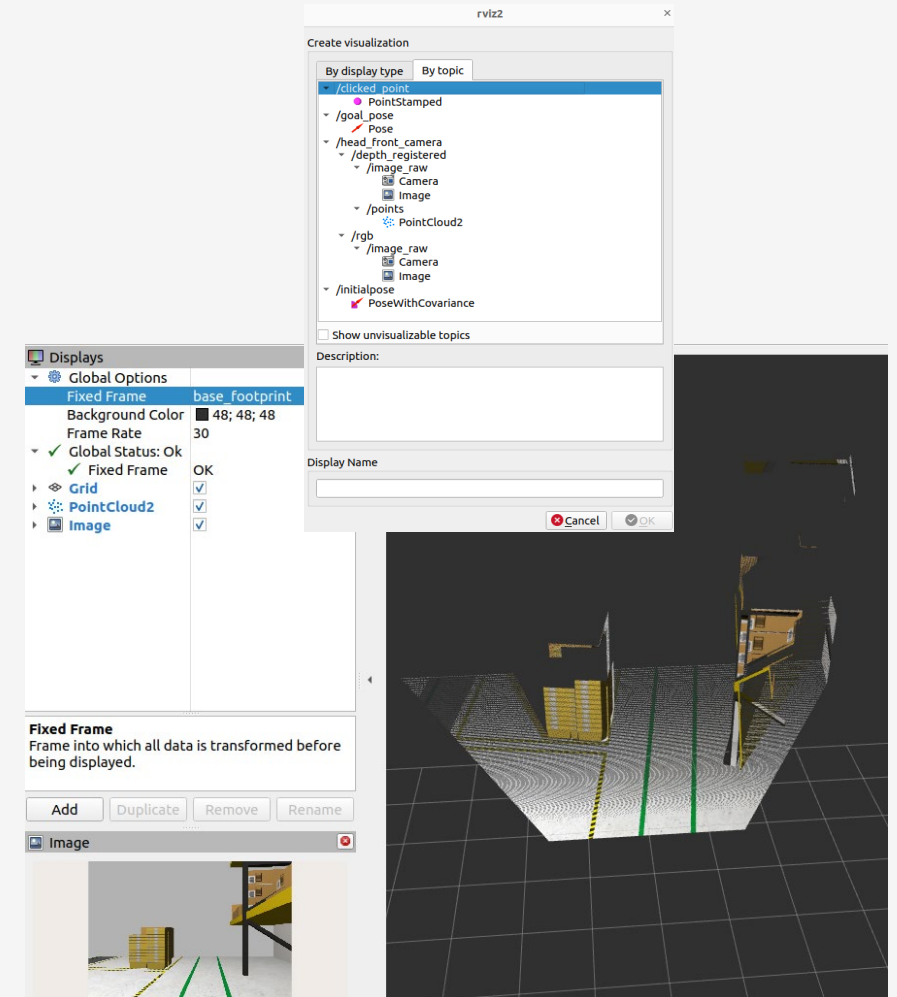 rviz2
Create visualization
By display type By topic
/clicked_point
PointStamped
/goal_pose
Pose
/head_front_camera
/depth_registered
/image_raw
Camera
Image
/points
PointCloud2
/rgb
/image_raw
Camera
Image
/initialpose
PoseWithCovariance
Show unvisualizable topics
Description:
Display Name
Cancel OK
Displays
Global Options
Fixed Frame base_footprint
Background Color 48; 48; 48
Frame Rate 30
Global Status: Ok
Fixed Frame OK
Grid
PointCloud2
Image
Fixed Frame
Frame into which all data is transformed before
being displayed.
Add Duplicate Remove Rename
Image